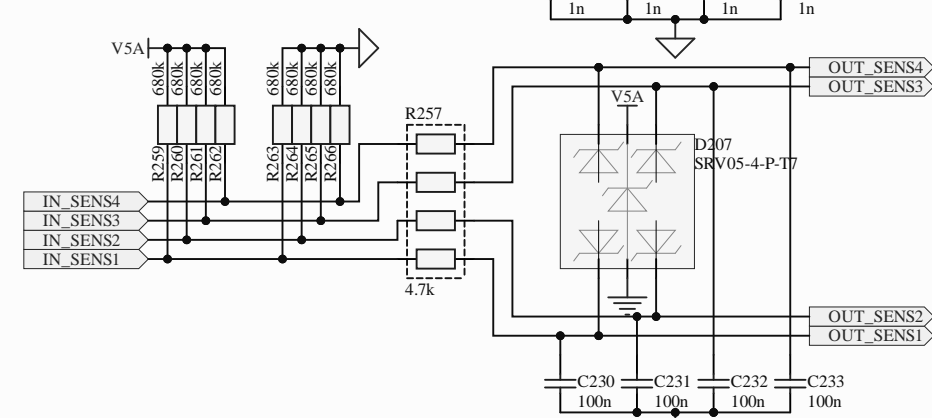 1n 1n 1n 1n
V5A
680k 680k 680k 680k
680k 680k 680k 680k
R259 R260 R261 R262
R263 R264 R265 R266
R257
4.7k
IN_SENS4
IN_SENS3
IN_SENS2
IN_SENS1
OUT_SENS4
OUT_SENS3
V5A
D207
SRV05-4-P-T7
OUT_SENS2
OUT_SENS1
C230 C231 C232 C233
100n 100n 100n 100n